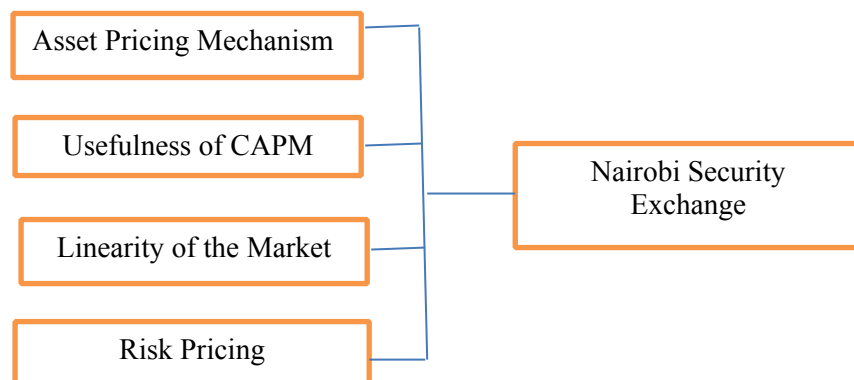 Asset Pricing Mechanism
Usefulness of CAPM
Nairobi Security
Exchange
Linearity of the Market
Risk Pricing